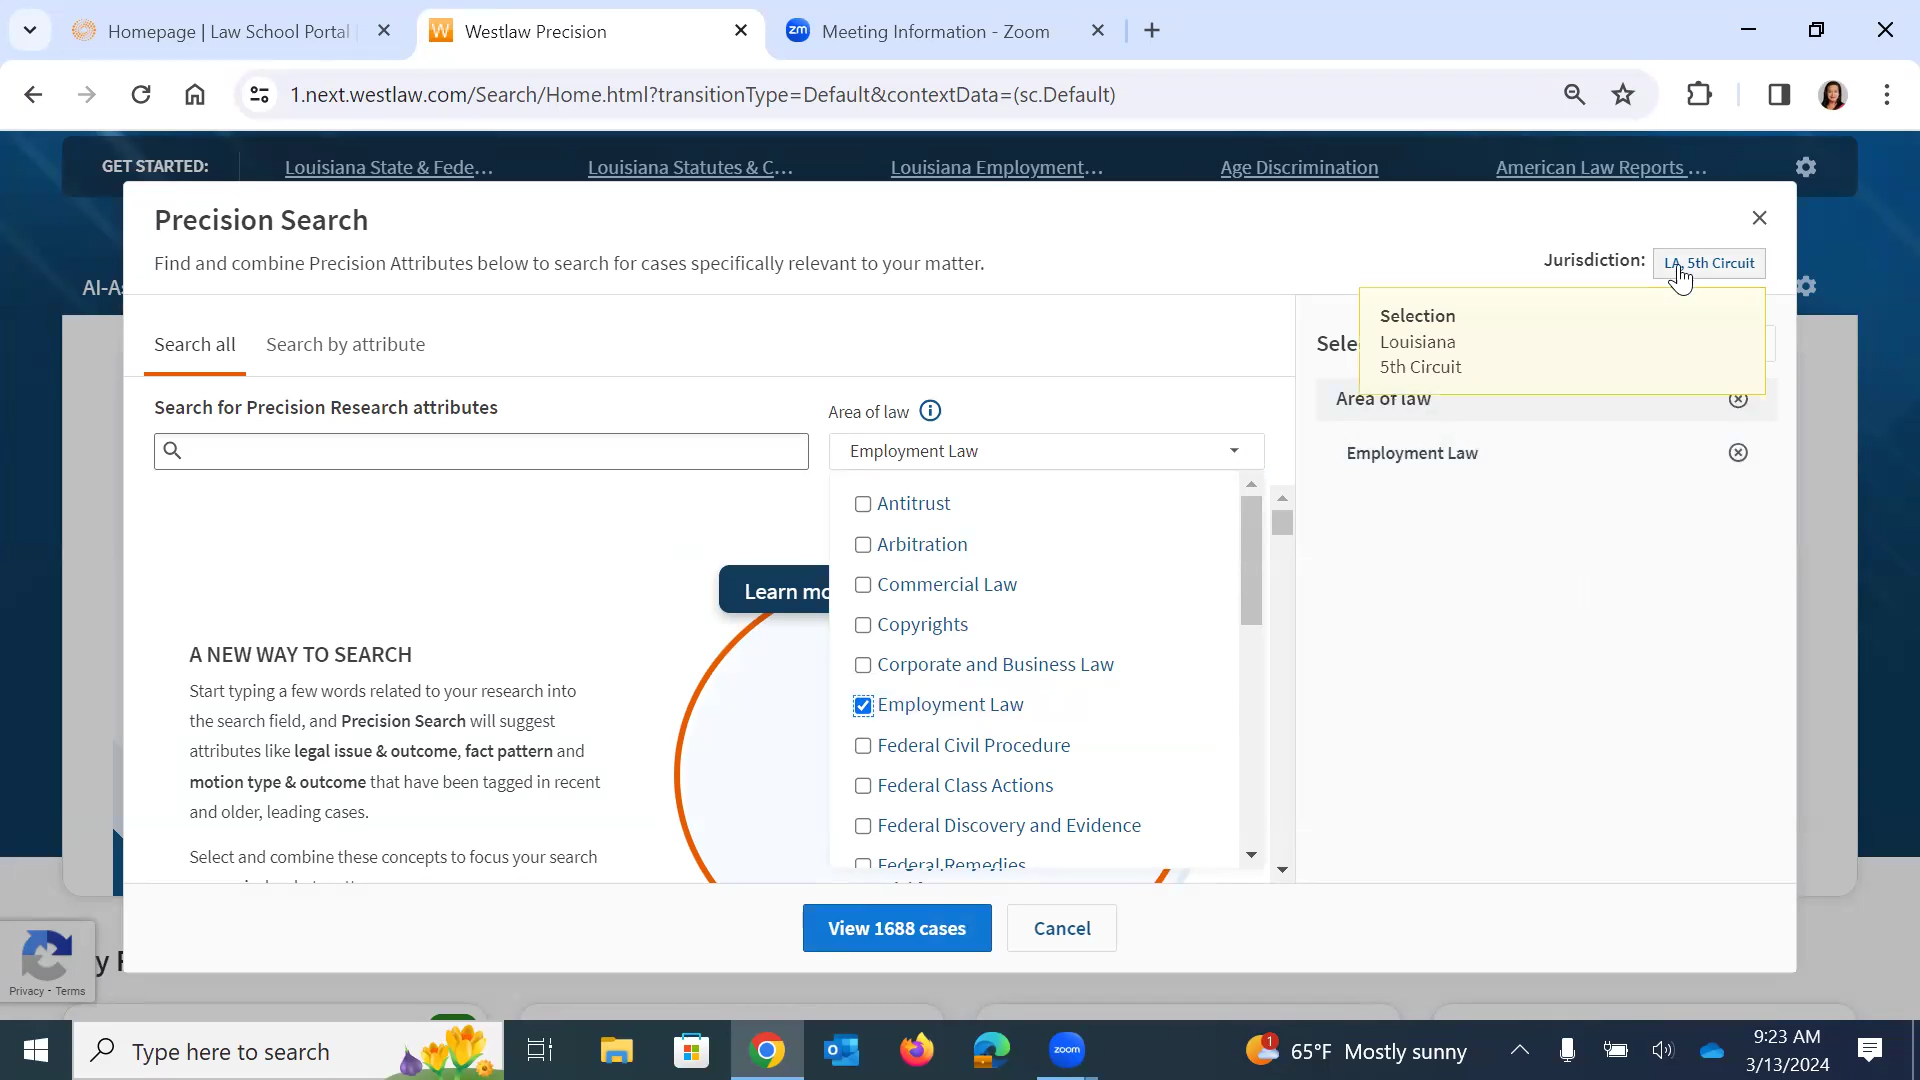 Homepage | Law School Portal
Westlaw Precision
zm Meeting Information - Zoom
1.next.westlaw.com/Search/Home.html?transitionType=Default&contextData=(sc.Default)
GET STARTED:
Louisiana State & Fede...
Louisiana Statutes & C...
Louisiana Employment...
Age Discrimination
American Law Reports ...
Precision Search
Find and combine Precision Attributes below to search for cases specifically relevant to your matter.
Jurisdiction: LA, 5th Circuit
AI-As
Selection
Louisiana
5th Circuit
Search all
Search by attribute
Sele
Search for Precision Research attributes
Area of law
Area of law
Employment Law
Employment Law
Antitrust
Arbitration
Commercial Law
Copyrights
Corporate and Business Law
Employment Law
Federal Civil Procedure
Federal Class Actions
Federal Discovery and Evidence
Federal Remedies
Learn mo
A NEW WAY TO SEARCH
Start typing a few words related to your research into
the search field, and Precision Search will suggest
attributes like legal issue & outcome, fact pattern and
motion type & outcome that have been tagged in recent
and older, leading cases.
Select and combine these concepts to focus your search
View 1688 cases
Cancel
y F
Privacy - Terms
Type here to search
zoom
1
65°F Mostly sunny
9:23 AM
3/13/2024